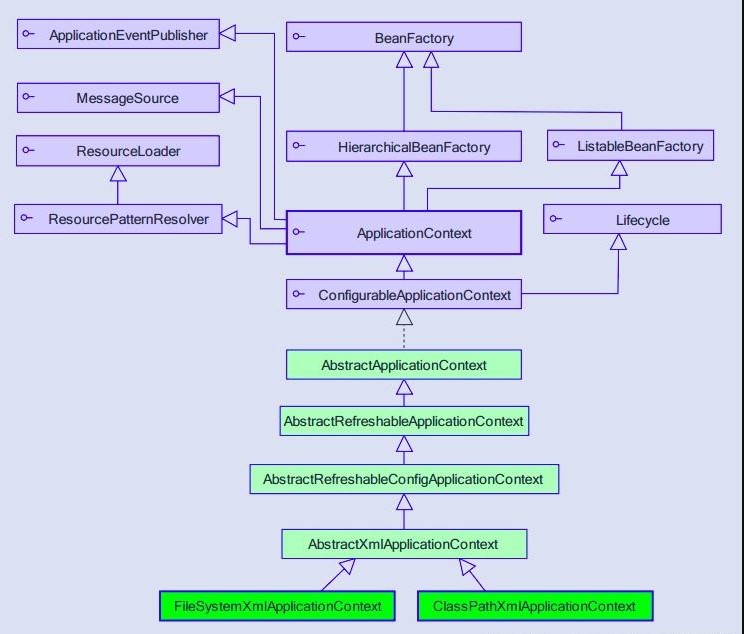 ApplicationEventPublisher
BeanFactory
MessageSource
ResourceLoader
HierarchicalBeanFactory
ListableBeanFactory
ResourcePatternResolver
ApplicationContext
Lifecycle
ConfigurableApplicationContext
AbstractApplicationContext
AbstractRefreshableApplicationContext
AbstractRefreshableConfigApplicationContext
AbstractXmlApplicationContext
FileSystemXmlApplicationContext
ClassPathXmlApplicationContext